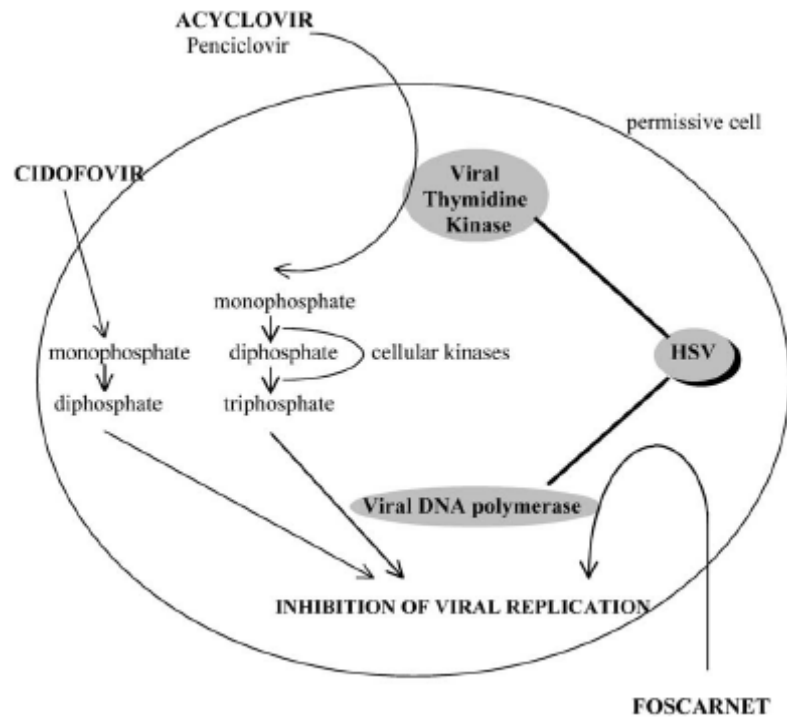 ACYCLOVIR
Penciclovir
permissive cell
CIDOFOVIR
Viral
Thymidine
Kinase
monophosphate
monophosphate
diphosphate
cellular kinases
HSV
diphosphate
triphosphate
Viral DNA polymerase
INHIBITION OF VIRAL REPLICATION
FOSCARNET